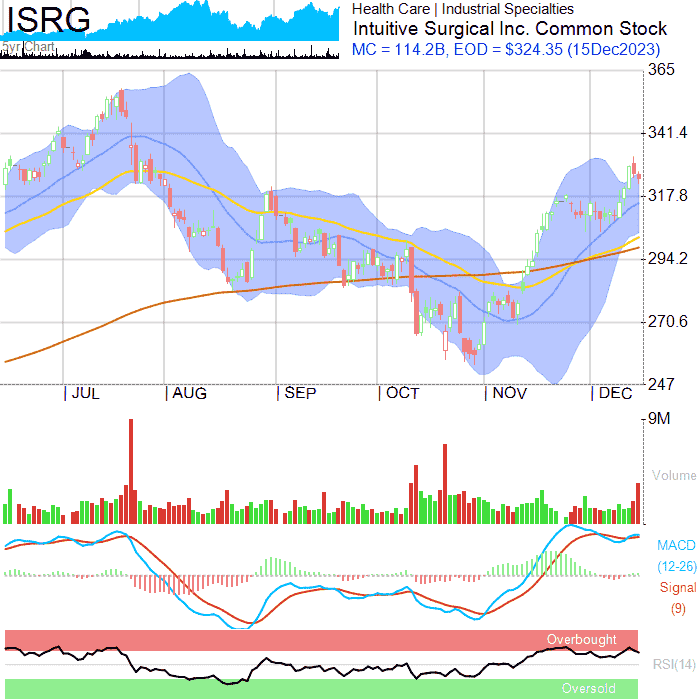 ISRG
5yr Chart
Health Care | Industrial Specialties
Intuitive Surgical Inc. Common Stock
MC = 114.2B, EOD = $324.35 (15Dec2023)
365
341.4
317.8
294.2
270.6
247
JUL AUG SEP OCT NOV DEC
9M
Volume
MACD
(12-26)
Signal
(9)
Overbought
RSI(14)
Oversold